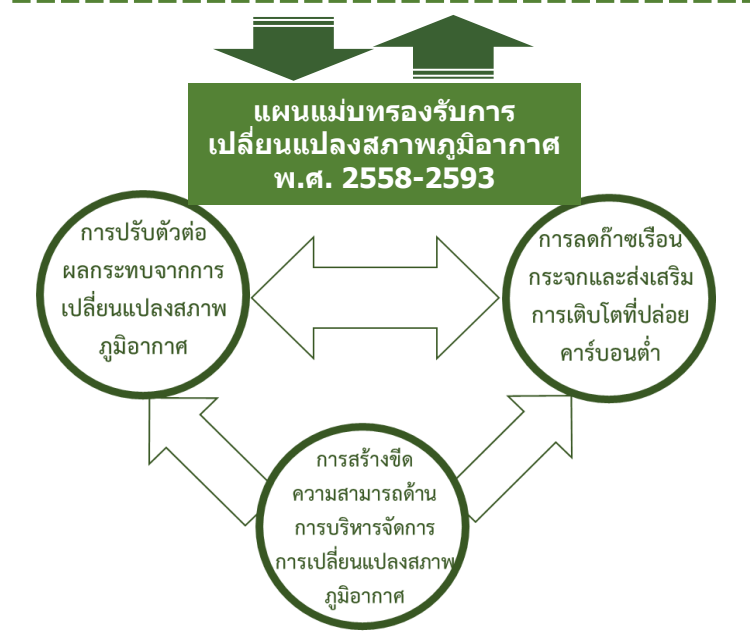 แผนแม่บทรองรับการ
เปลี่ยนแปลงสภาพภูมิอากาศ
พ.ศ. 2558-2593
การปรับตัวต่อ
ผลกระทบจากการ
เปลี่ยนแปลงสภาพ
ภูมิอากาศ
การลดก๊าซเรือน
กระจกและส่งเสริม
การเติบโตที่ปล่อย
คาร์บอนต่ำ
การสร้างขีด
ความสามารถด้าน
การบริหารจัดการ
การเปลี่ยนแปลงสภาพ
ภูมิอากาศ